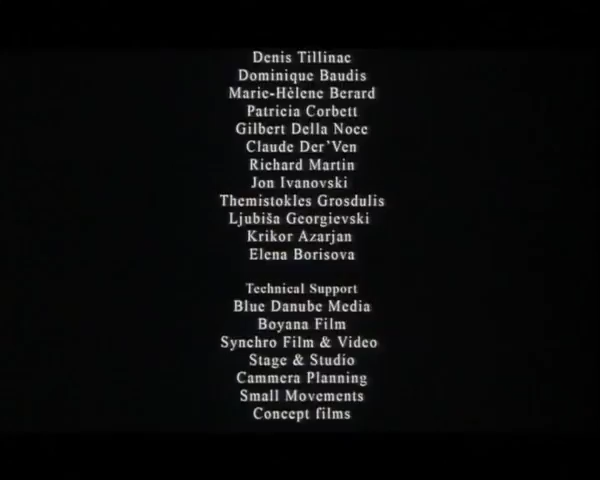 Denis Tillinac
Dominique Baudis
Marie-Hélene Berard
Patricia Corbett
Gilbert Della Noce
Claude Der'Ven
Richard Martin
Jon Ivanovski
Themistokles Grosdulis
Ljubiša Georgievski
Krikor Azarjan
Elena Borisova
Technical Support
Blue Danube Media
Boyana Film
Synchro Film & Video
Stage & Studio
Cammera Planning
Small Movements
Concept films